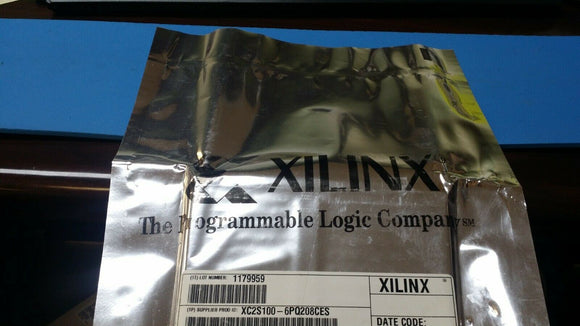 XILINX
The Programmable Logic Company SM
(1T) LOT NUMBER: 1179959
XILINX
(1P) SUPPLIER PROD ID: XC2S100-6PQ208CES
DATE CODE: